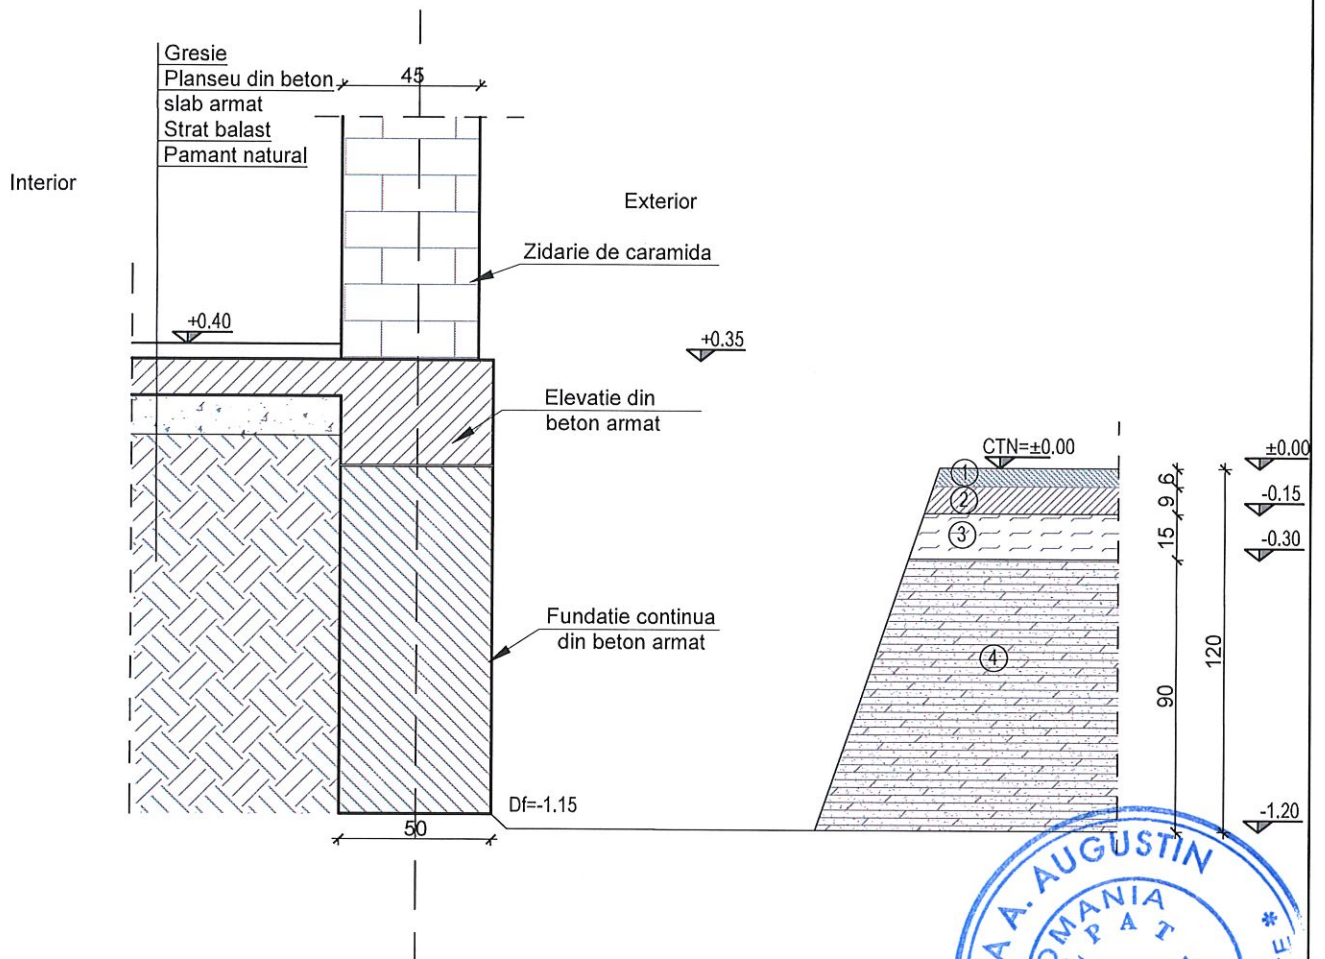 Gresie
Planseu din beton
slab armat
Strat balast
Pamant natural
45
Interior
Exterior
Zidarie de caramida
+0.40
+0.35
Elevatie din
beton armat
CTN=±0.00
±0.00
1
6
2
9
-0.15
3
15
-0.30
Fundatie continua
din beton armat
4
120
90
Df=-1.15
-1.20
50
A. AUGUSTIN